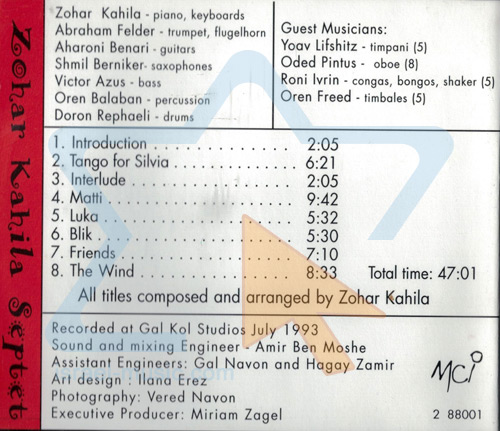 Zohar Kahila Septet
Zohar Kahila - piano, keyboards
Abraham Felder - trumpet, flugelhorn
Aharoni Benari - guitars
Shmil Berniker- saxophones
Victor Azus - bass
Oren Balaban - percussion
Doron Rephaeli - drums
Guest Musicians:
Yoav Lifshitz - timpani (5)
Oded Pintus - oboe (8)
Roni Ivrin - congas, bongos, shaker (5)
Oren Freed - timbales (5)
1. Introduction . . . . . . . . . . . . 2:05
2. Tango for Silvia . . . . . . . . . . 6:21
3. Interlude . . . . . . . . . . . . . . 2:05
4. Matti . . . . . . . . . . . . . . . . 9:42
5. Luka . . . . . . . . . . . . . . . . 5:32
6. Blik . . . . . . . . . . . . . . . . . 5:30
7. Friends . . . . . . . . . . . . . . . 7:10
8. The Wind . . . . . . . . . . . . . 8:33 Total time: 47:01
All titles composed and arranged by Zohar Kahila
Recorded at Gal Kol Studios July 1993
Sound and mixing Engineer - Amir Ben Moshe
Assistant Engineers: Gal Navon and Hagay Zamir
Art design : Ilana Erez
Photography: Vered Navon
Executive Producer: Miriam Zagel
MCi
2 88001